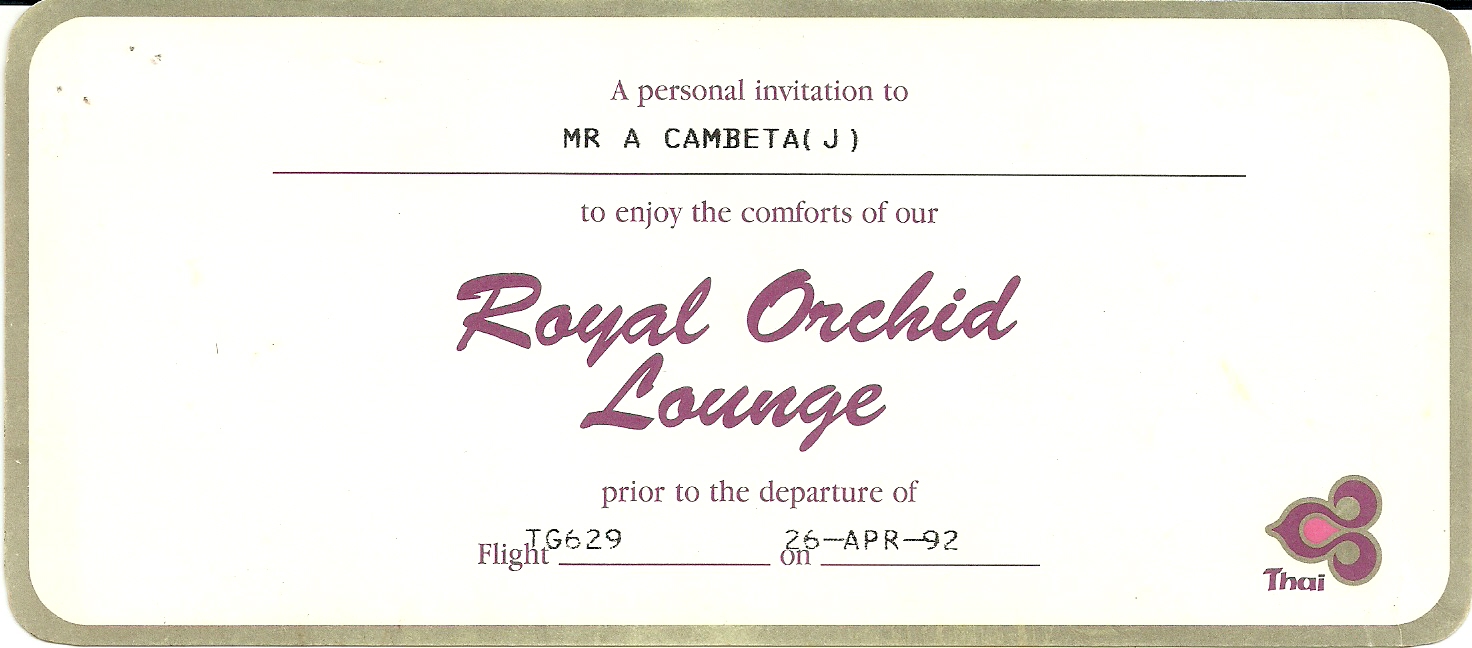 A personal invitation to
MR A CAMBETA(J)
to enjoy the comforts of our
Royal Orchid
Lounge
prior to the departure of
Flight TG629 on 26-APR-92
Thai